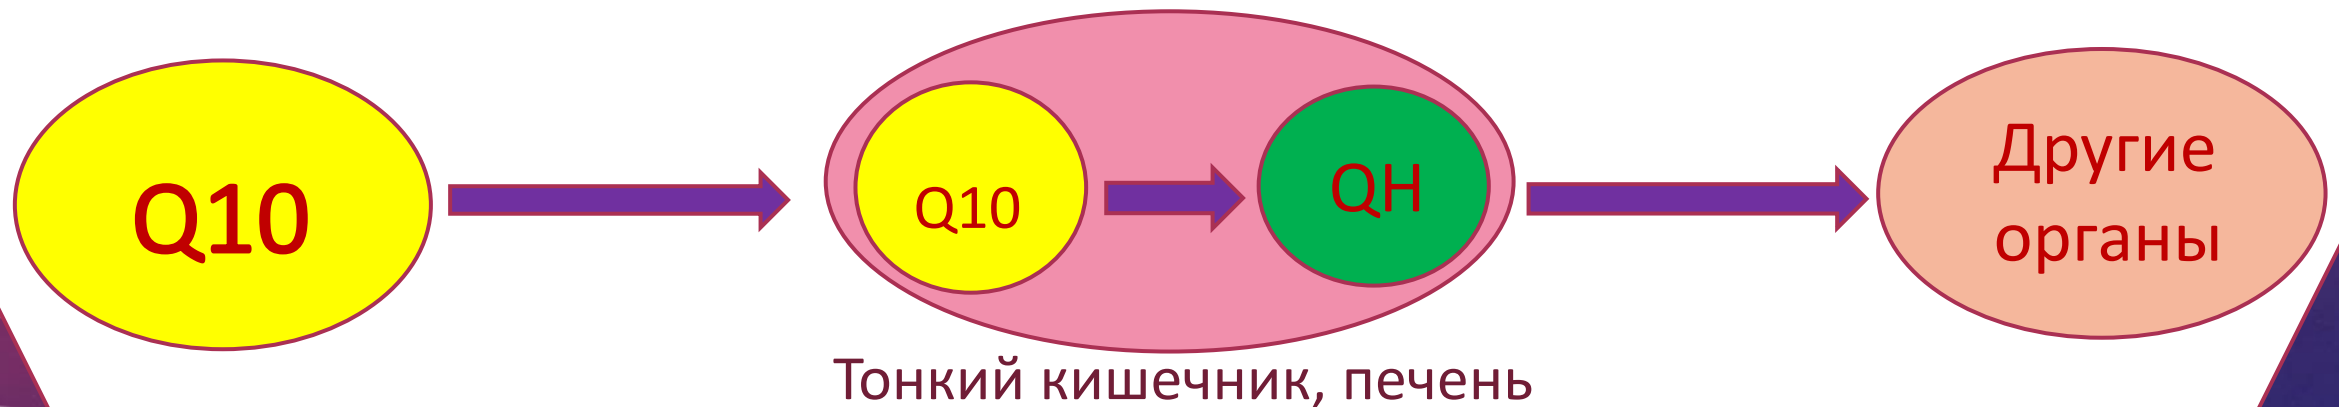 Q10
Q10
QH
Другие
органы
Тонкий кишечник, печень